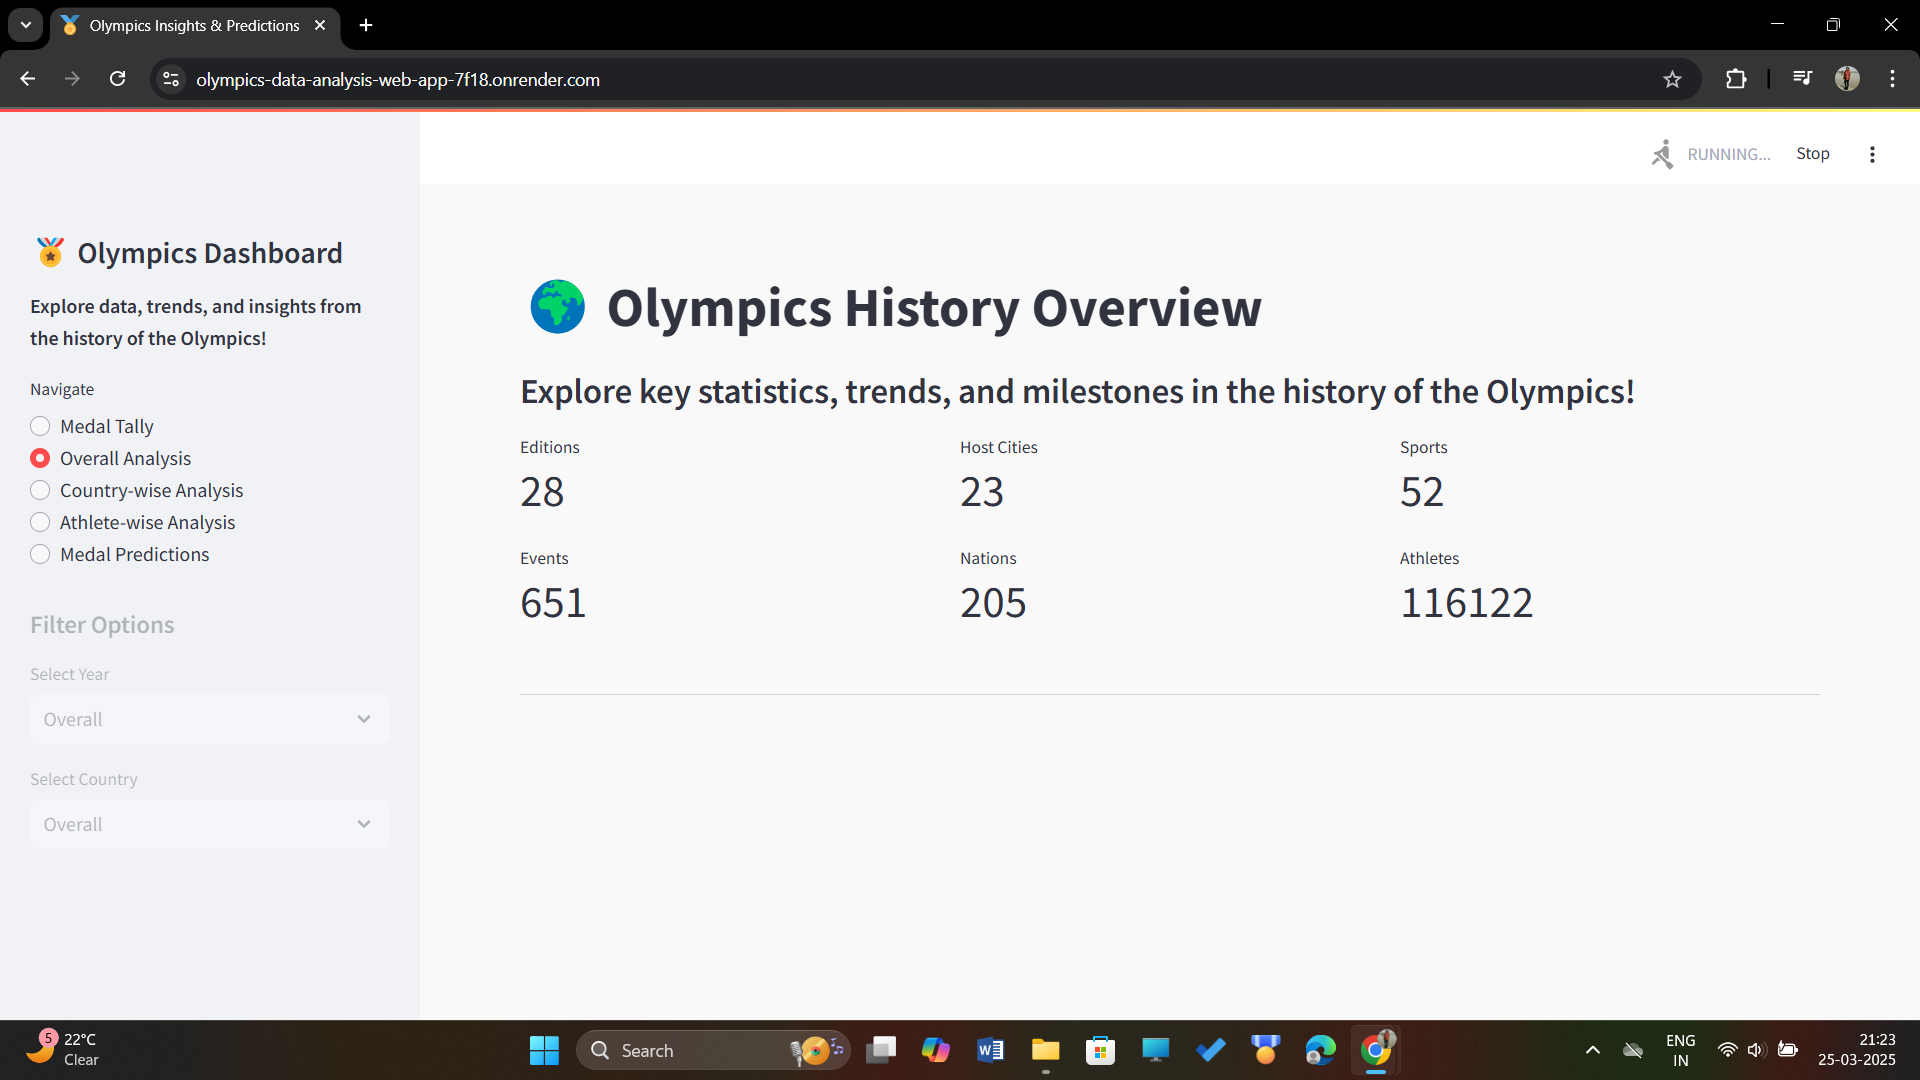 Olympics Insights & Predictions
olympics-data-analysis-web-app-7f18.onrender.com
RUNNING...
Stop
Olympics Dashboard
Explore data, trends, and insights from
the history of the Olympics!
Navigate
Medal Tally
Overall Analysis
Country-wise Analysis
Athlete-wise Analysis
Medal Predictions
Filter Options
Select Year
Overall
Select Country
Overall
Olympics History Overview
Explore key statistics, trends, and milestones in the history of the Olympics!
Editions
28
Host Cities
23
Sports
52
Events
651
Nations
205
Athletes
116122
5
22°C
Clear
Search
W
ENG
IN
21:23
25-03-2025